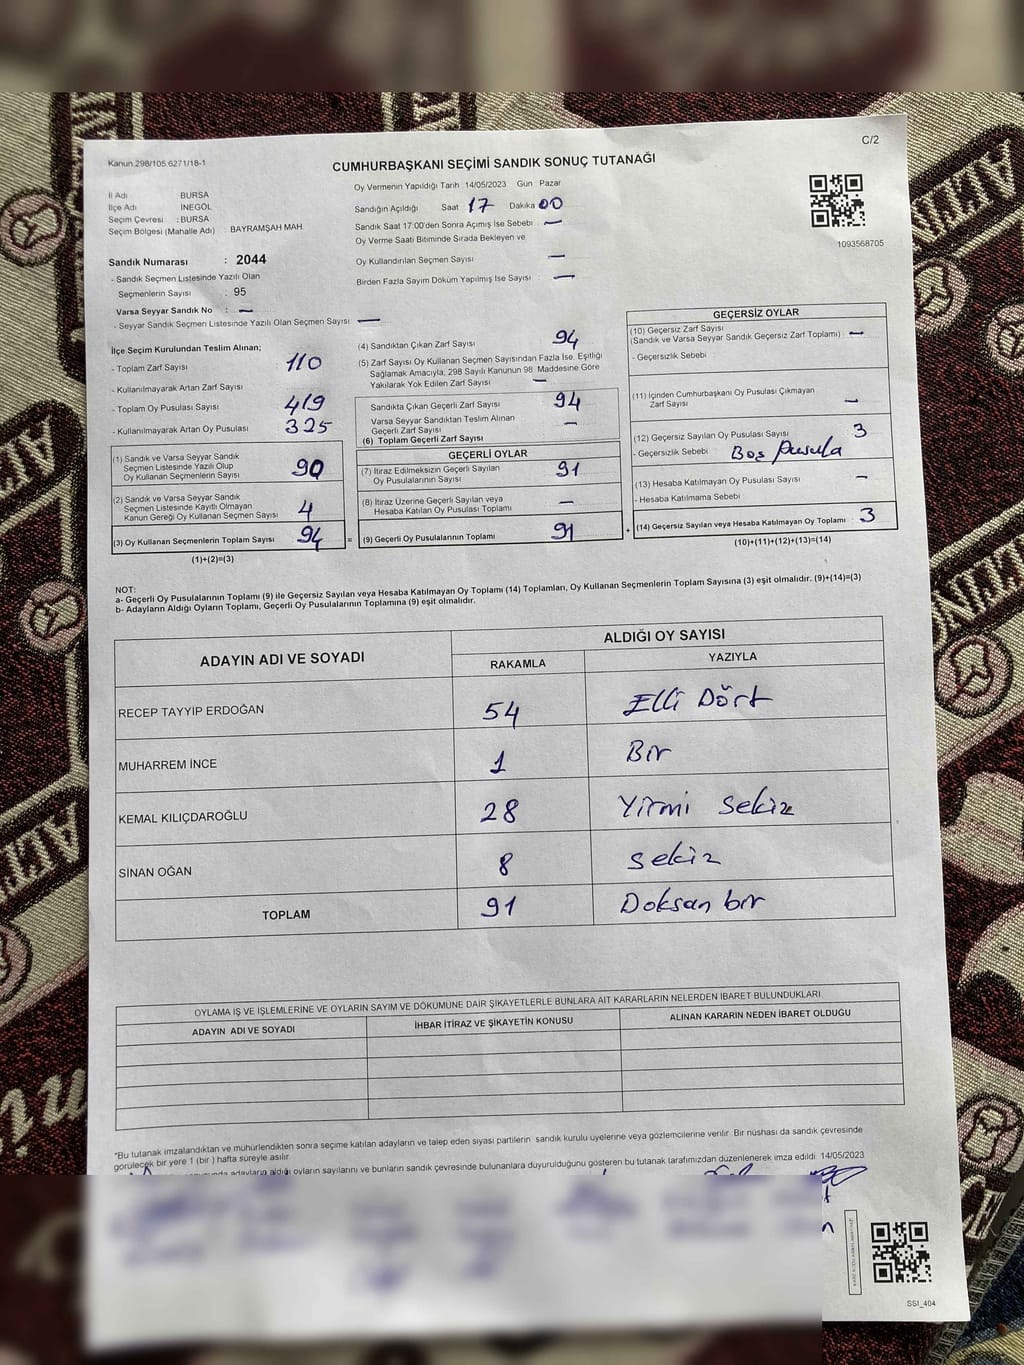 Kanun.298/105.6271/18-1
C/2
CUMHURBAŞKANI SEÇİMİ SANDIK SONUÇ TUTANAĞI
İl Adı BURSA
İlçe Adı İNEGÖL
Seçim Çevresi : BURSA
Seçim Bölgesi (Mahalle Adı) : BAYRAMŞAH MAH.
Sandık Numarası : 2044
- Sandık Seçmen Listesinde Yazılı Olan
Seçmenlerin Sayısı : 95
Varsa Seyyar Sandık No : —
- Seyyar Sandık Seçmen Listesinde Yazılı Olan Seçmen Sayısı : —
Oy Vermenin Yapıldığı Tarih 14/05/2023 Gün Pazar
Sandığın Açıldığı Saat 17 Dakika 00
Sandık Saat 17:00'den Sonra Açımış İse Sebebi : —
Oy Verme Saati Bitiminde Sırada Bekleyen ve
Oy Kullandırılan Seçmen Sayısı : —
Birden Fazla Sayım Döküm Yapılmış İse Sayısı : —
1093568705
İlçe Seçim Kurulundan Teslim Alınan;
- Toplam Zarf Sayısı : 110
- Kullanılmayarak Artan Zarf Sayısı :
- Toplam Oy Pusulası Sayısı : 419
- Kullanılmayarak Artan Oy Pusulası : 325
(1) Sandık ve Varsa Seyyar Sandık
Seçmen Listesinde Yazılı Olup
Oy Kullanan Seçmenlerin Sayısı 90
(2) Sandık ve Varsa Seyyar Sandık
Seçmen Listesinde Kayıtlı Olmayan
Kanun Gereği Oy Kullanan Seçmen Sayısı 4
(3) Oy Kullanan Seçmenlerin Toplam Sayısı 94
(1)+(2)=(3)
(4) Sandıktan Çıkan Zarf Sayısı 94
(5) Zarf Sayısı Oy Kullanan Seçmen Sayısından Fazla İse, Eşitliği
Sağlamak Amacıyla; 298 Sayılı Kanunun 98. Maddesine Göre
Yakılarak Yok Edilen Zarf Sayısı : —
Sandıkta Çıkan Geçerli Zarf Sayısı 94
Varsa Seyyar Sandıktan Teslim Alınan
Geçerli Zarf Sayısı —
(6) Toplam Geçerli Zarf Sayısı
GEÇERLİ OYLAR
(7) İtiraz Edilmeksizin Geçerli Sayılan
Oy Pusulalarının Sayısı : 91
(8) İtiraz Üzerine Geçerli Sayılan veya
Hesaba Katılan Oy Pusulası Toplamı —
= (9) Geçerli Oy Pusulalarının Toplamı 91
GEÇERSİZ OYLAR
(10) Geçersiz Zarf Sayısı
(Sandık ve Varsa Seyyar Sandık Geçersiz Zarf Toplamı) : —
- Geçersizlik Sebebi
(11) İçinden Cumhurbaşkanı Oy Pusulası Çıkmayan
Zarf Sayısı —
(12) Geçersiz Sayılan Oy Pusulası Sayısı 3
- Geçersizlik Sebebi : Boş Pusula
(13) Hesaba Katılmayan Oy Pusulası Sayısı : —
- Hesaba Katılmama Sebebi
+ (14) Geçersiz Sayılan veya Hesaba Katılmayan Oy Toplamı : 3
(10)+(11)+(12)+(13)=(14)
NOT:
a- Geçerli Oy Pusulalarının Toplamı (9) ile Geçersiz Sayılan veya Hesaba Katılmayan Oy Toplamı (14) Toplamları, Oy Kullanan Seçmenlerin Toplam Sayısına (3) eşit olmalıdır. (9)+(14)=(3)
b- Adayların Aldığı Oyların Toplamı, Geçerli Oy Pusulalarının Toplamına (9) eşit olmalıdır.
ADAYIN ADI VE SOYADI ALDIĞI OY SAYISI
RAKAMLA YAZIYLA
RECEP TAYYİP ERDOĞAN 54 Elli Dört
MUHARREM İNCE 1 Bir
KEMAL KILIÇDAROĞLU 28 Yirmi Sekiz
SİNAN OĞAN 8 Sekiz
TOPLAM 91 Doksan bir
OYLAMA İŞ VE İŞLEMLERİNE VE OYLARIN SAYIM VE DÖKÜMÜNE DAİR ŞİKAYETLERLE BUNLARA AİT KARARLARIN NELERDEN İBARET BULUNDUKLARI
ADAYIN ADI VE SOYADI İHBAR İTİRAZ VE ŞİKAYETİN KONUSU ALINAN KARARIN NEDEN İBARET OLDUĞU
*Bu tutanak imzalandıktan ve mühürlendikten sonra seçime katılan adayların ve talep eden siyasi partilerin sandık kurulu üyelerine veya gözlemcilerine verilir. Bir nüshası da sandık çevresinde
görülecek bir yere 1 (bir ) hafta süreyle asılır.
adayların aldığı oyların sayılarını ve bunların sandık çevresinde bulunanlara duyurulduğunu gösteren bu tutanak tarafımızdan düzenlenerek imza edildi. 14/05/2023
SSI_404